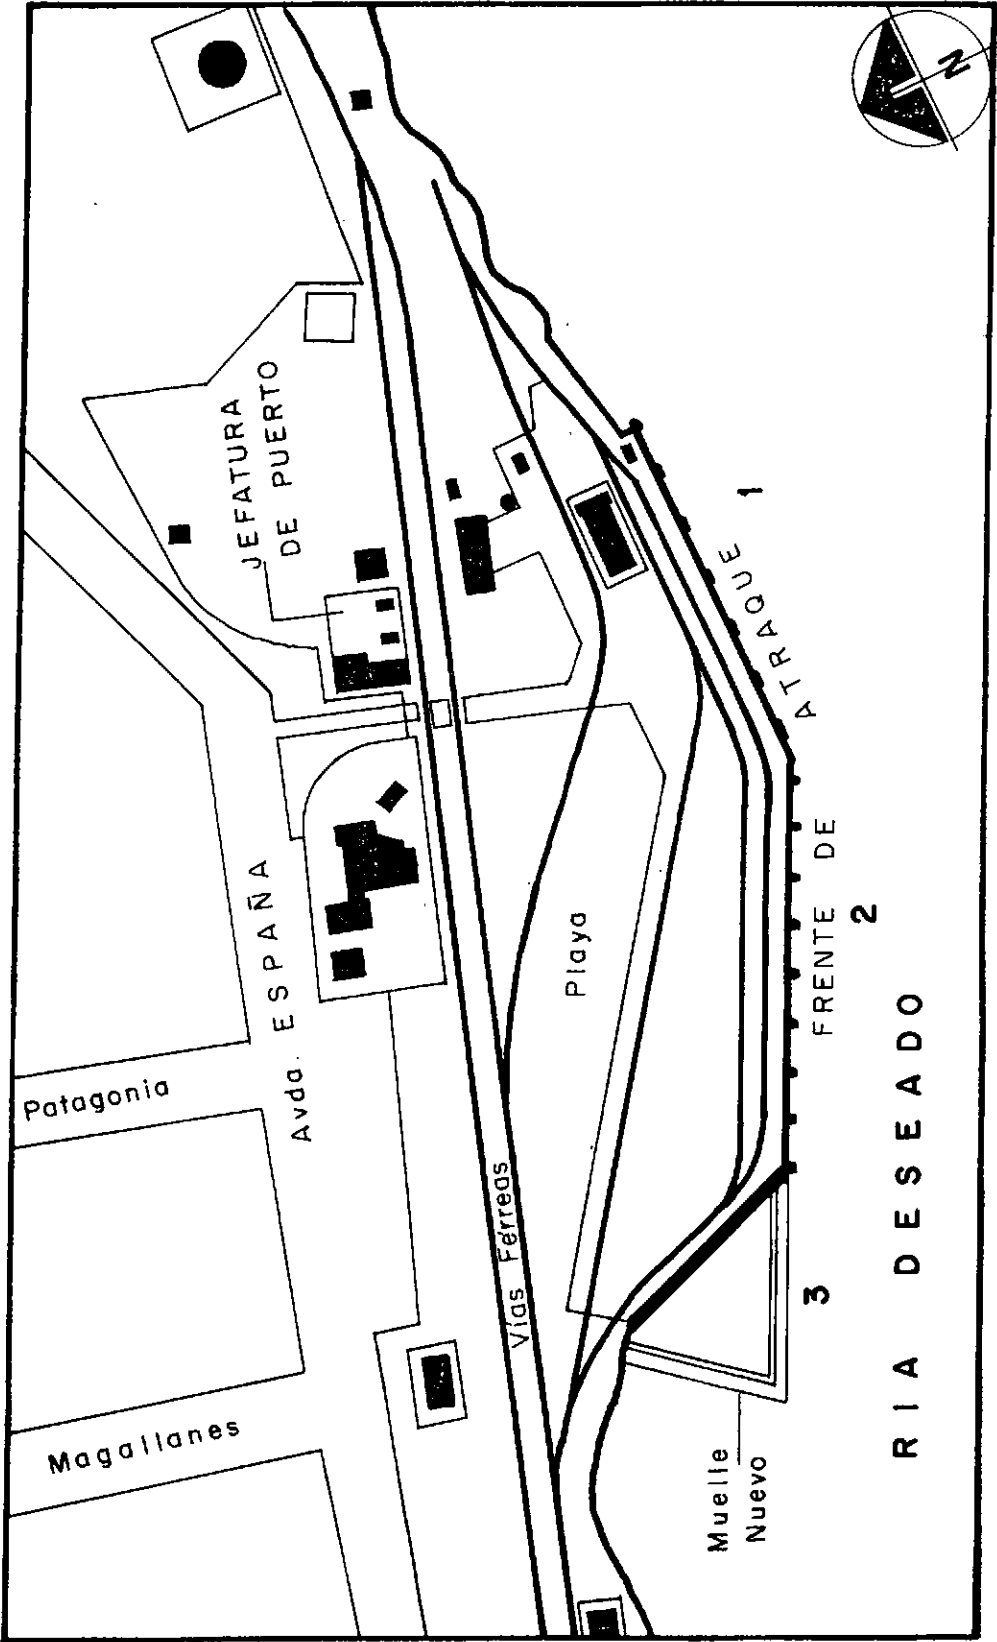 N
JEFATURA
DE PUERTO
Avda. ESPAÑA
Patagonia
Magallanes
Vías Férreas
Playa
FRENTE DE ATRAQUE
1
2
3
Muelle
Nuevo
RIA DESEADO